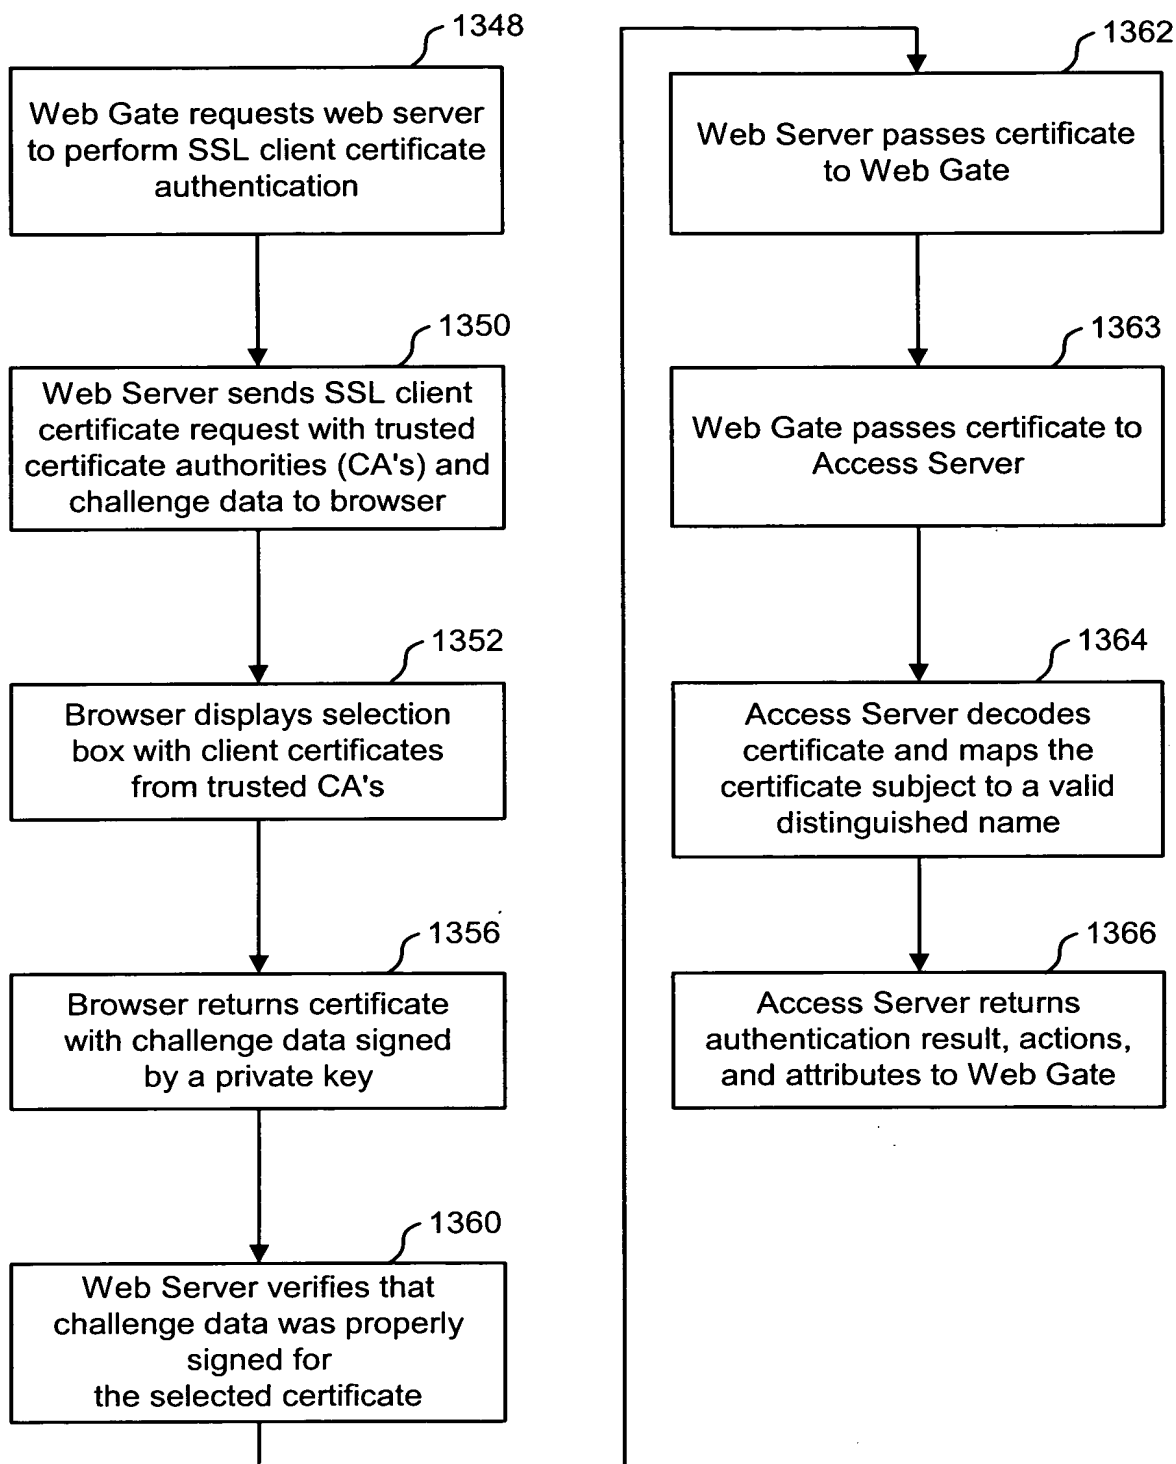 1348
Web Gate requests web server
to perform SSL client certificate
authentication
1350
Web Server sends SSL client
certificate request with trusted
certificate authorities (CA's) and
challenge data to browser
1352
Browser displays selection
box with client certificates
from trusted CA's
1356
Browser returns certificate
with challenge data signed
by a private key
1360
Web Server verifies that
challenge data was properly
signed for
the selected certificate
1362
Web Server passes certificate
to Web Gate
1363
Web Gate passes certificate to
Access Server
1364
Access Server decodes
certificate and maps the
certificate subject to a valid
distinguished name
1366
Access Server returns
authentication result, actions,
and attributes to Web Gate